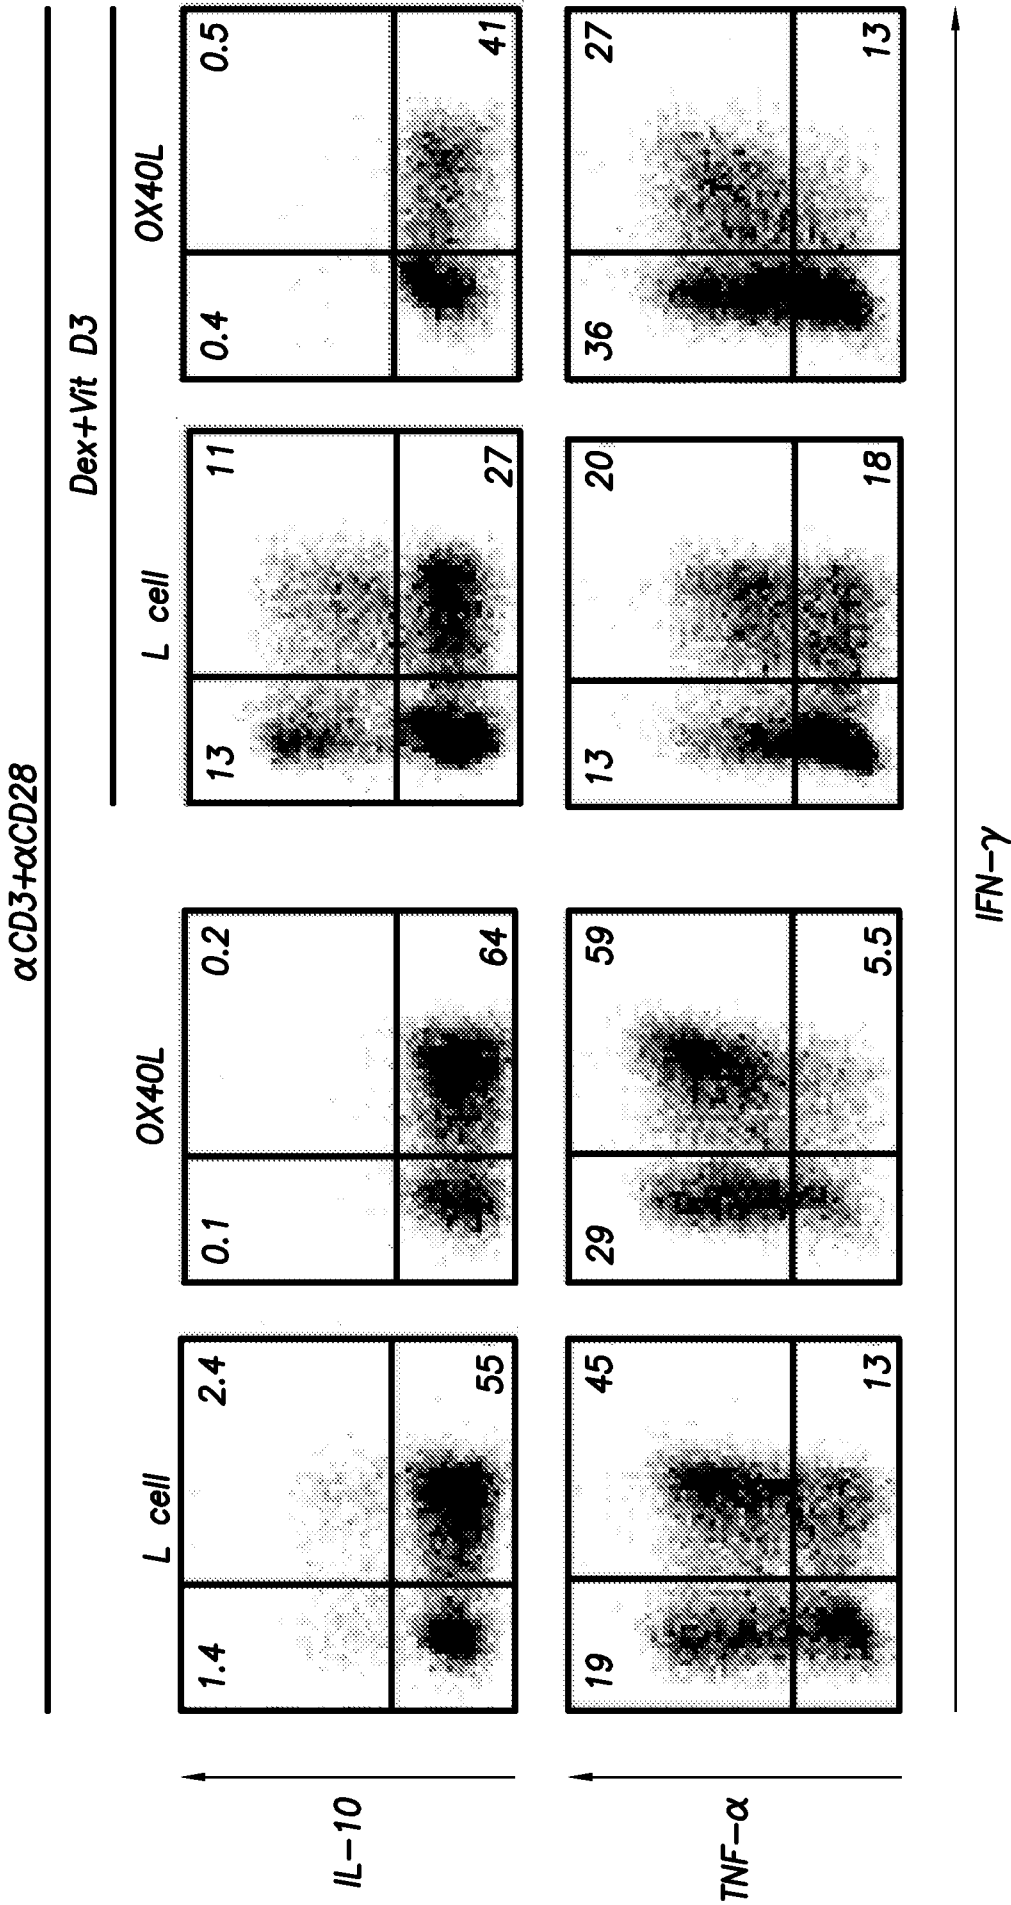 αCD3+αCD28
Dex+Vit D3
L cell
OX40L
L cell
OX40L
IL-10
1.4
2.4
55
0.1
0.2
64
13
11
27
0.4
0.5
41
TNF-α
19
45
13
29
59
5.5
13
20
18
36
27
13
IFN-γ